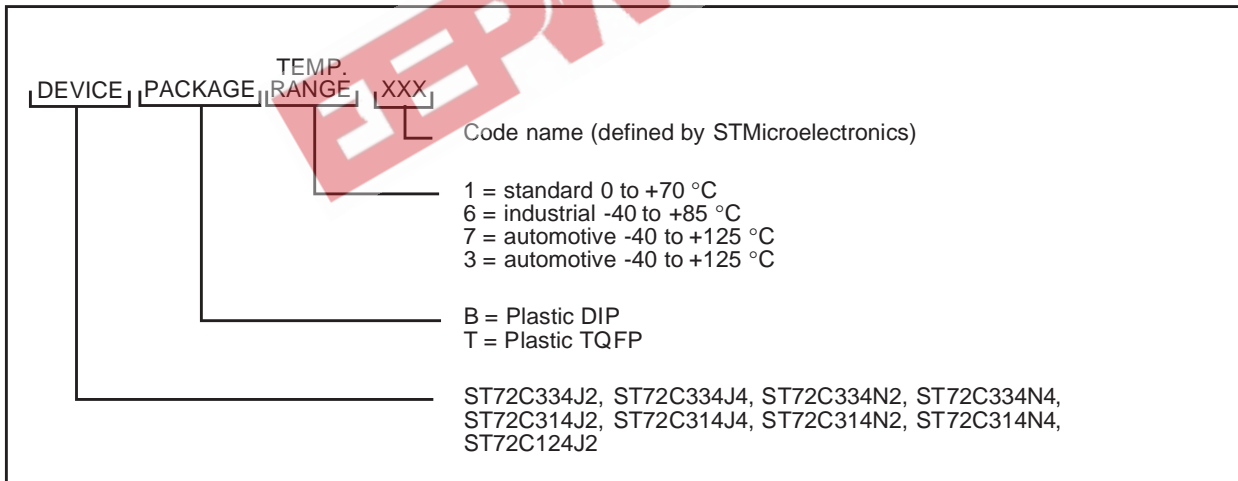 TEMP.
DEVICE PACKAGE RANGE XXX
Code name (defined by STMicroelectronics)
1 = standard 0 to +70 °C
6 = industrial -40 to +85 °C
7 = automotive -40 to +125 °C
3 = automotive -40 to +125 °C
B = Plastic DIP
T = Plastic TQFP
ST72C334J2, ST72C334J4, ST72C334N2, ST72C334N4,
ST72C314J2, ST72C314J4, ST72C314N2, ST72C314N4,
ST72C124J2